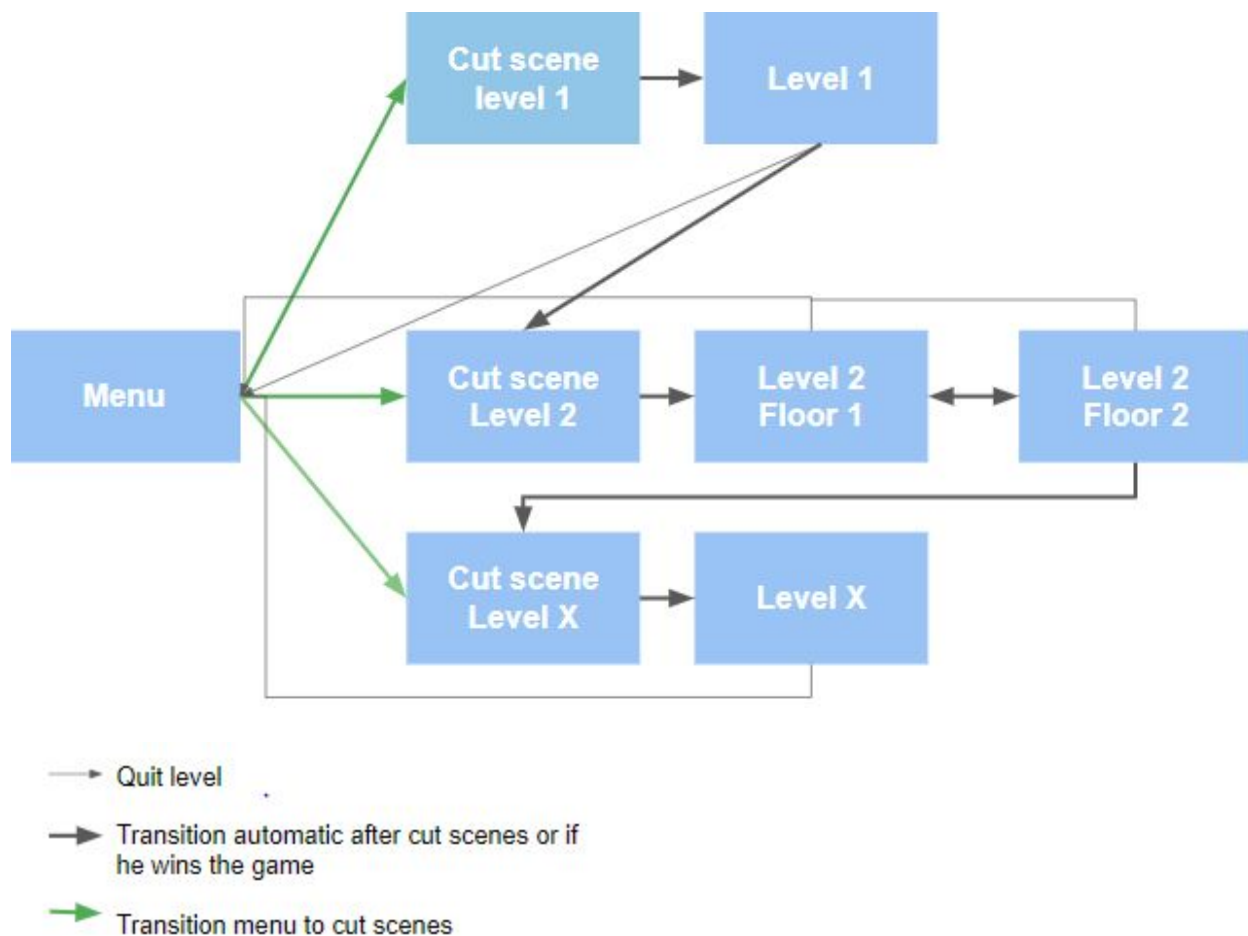 Cut scene
level 1
Level 1
Menu
Cut scene
Level 2
Level 2
Floor 1
Level 2
Floor 2
Cut scene
Level X
Level X
Quit level
Transition automatic after cut scenes or if
he wins the game
Transition menu to cut scenes